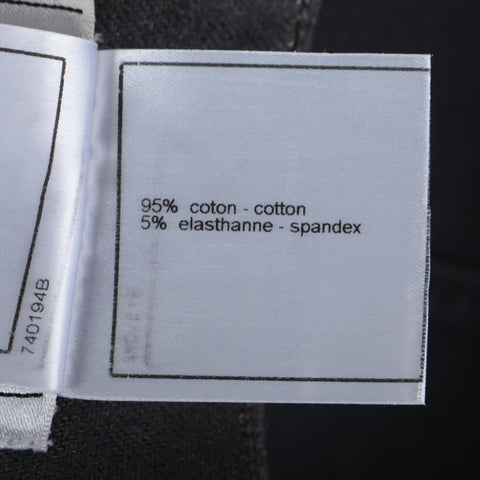 95% coton - cotton
5% elasthanne - spandex
740194B